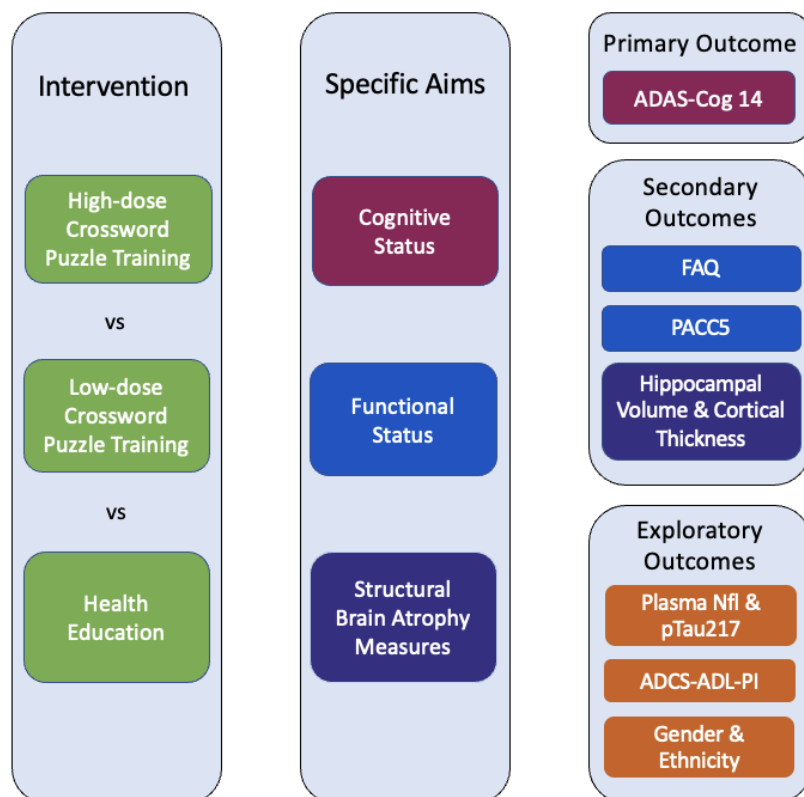 Intervention
High-dose
Crossword
Puzzle Training
vs
Low-dose
Crossword
Puzzle Training
vs
Health
Education
Specific Aims
Cognitive
Status
Functional
Status
Structural
Brain Atrophy
Measures
Primary Outcome
ADAS-Cog 14
Secondary
Outcomes
FAQ
PACC5
Hippocampal
Volume & Cortical
Thickness
Exploratory
Outcomes
Plasma Nfl &
pTau217
ADCS-ADL-PI
Gender &
Ethnicity